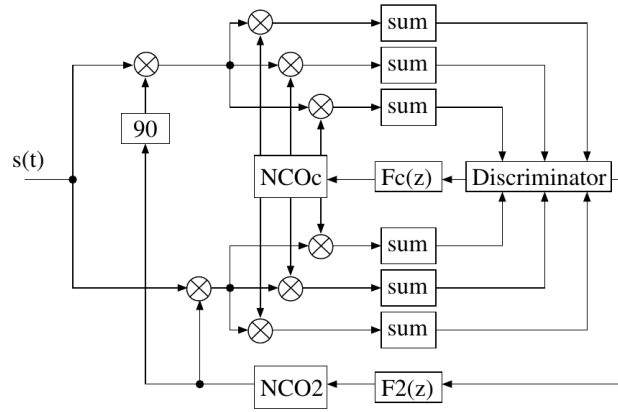 sum
sum
sum
90
s(t)
NCOc
Fc(z)
Discriminator
sum
sum
sum
NCO2
F2(z)